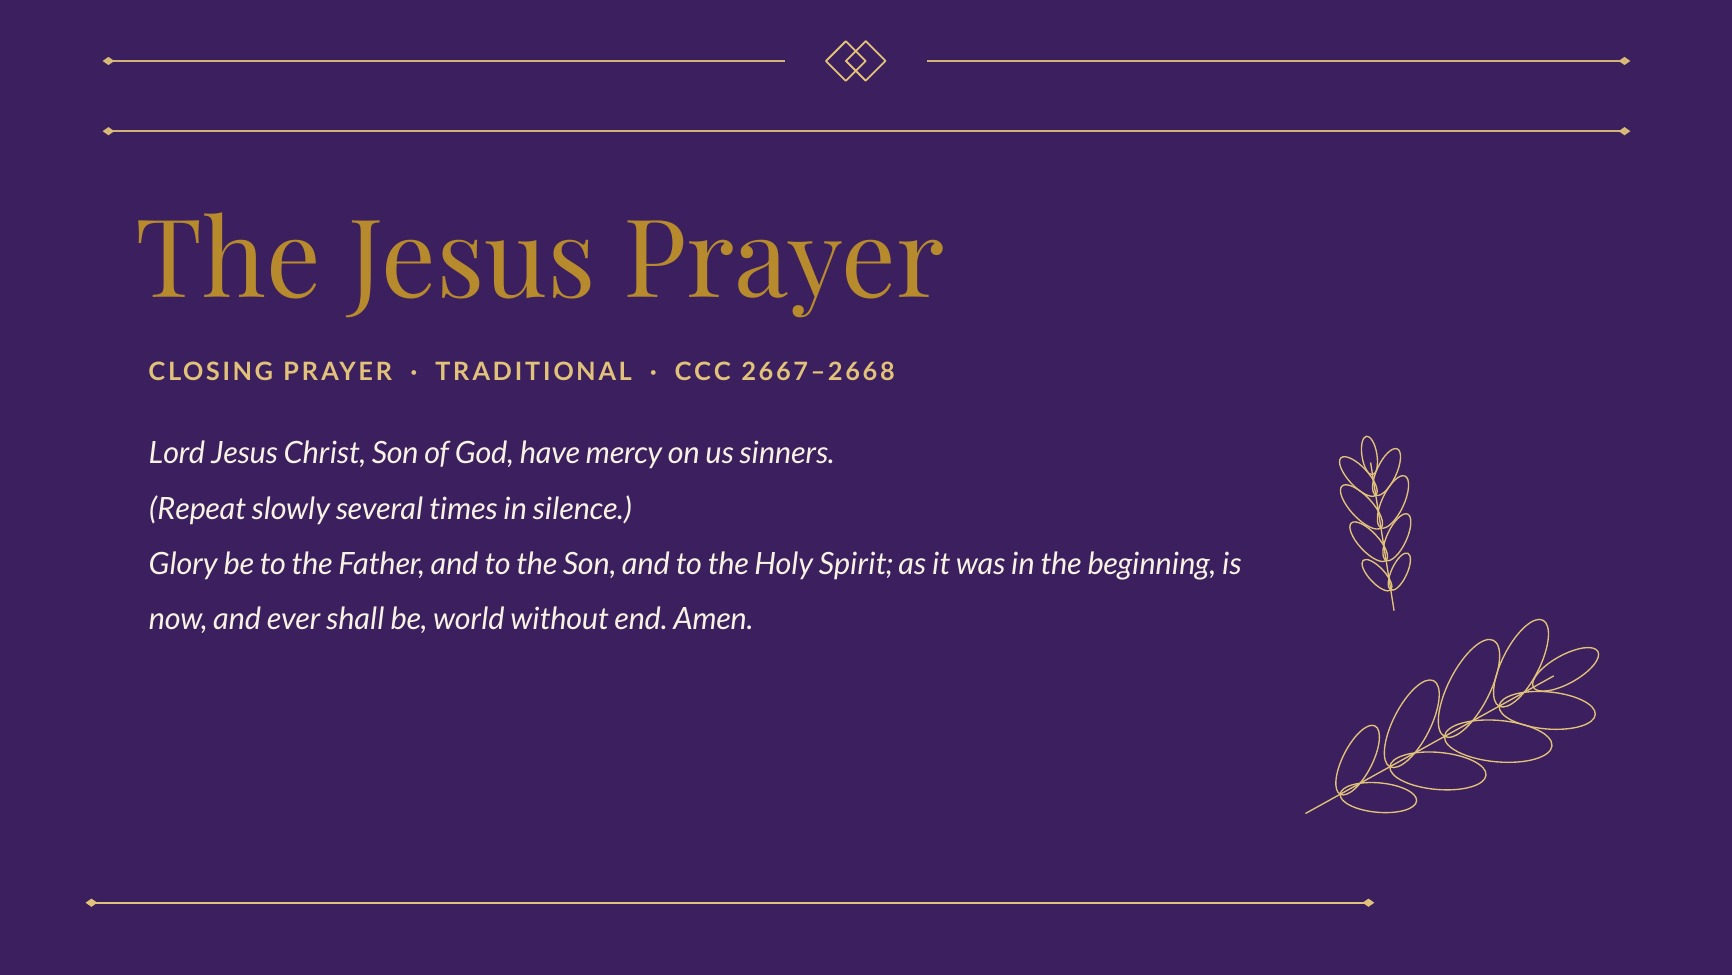 The Jesus Prayer
CLOSING PRAYER · TRADITIONAL · CCC 2667–2668
Lord Jesus Christ, Son of God, have mercy on us sinners.
(Repeat slowly several times in silence.)
Glory be to the Father, and to the Son, and to the Holy Spirit; as it was in the beginning, is
now, and ever shall be, world without end. Amen.